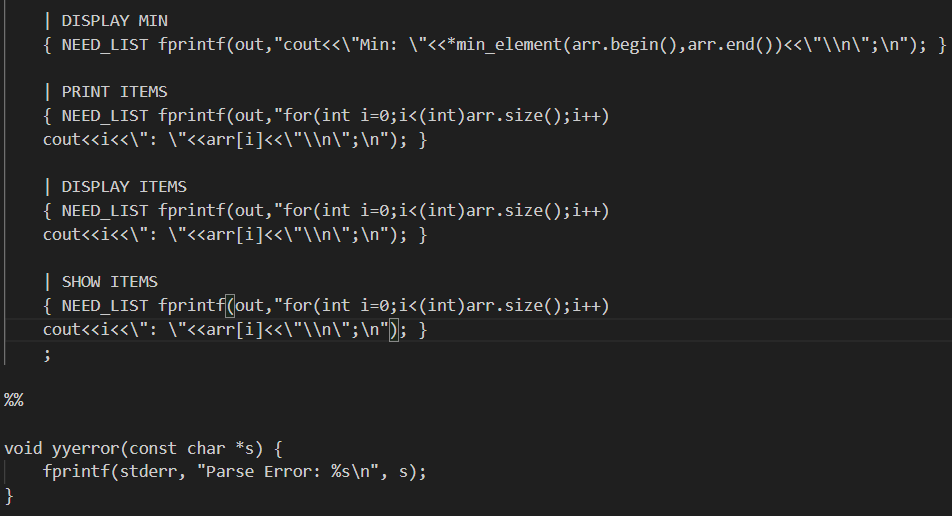 | DISPLAY MIN
{ NEED_LIST fprintf(out,"cout<<\"Min: \"<<*min_element(arr.begin(),arr.end())<<\"\\n\";\n"); }
| PRINT ITEMS
{ NEED_LIST fprintf(out,"for(int i=0;i<(int)arr.size();i++)
cout<<i<<\": \"<<arr[i]<<\"\\n\";\n"); }
| DISPLAY ITEMS
{ NEED_LIST fprintf(out,"for(int i=0;i<(int)arr.size();i++)
cout<<i<<\": \"<<arr[i]<<\"\\n\";\n"); }
| SHOW ITEMS
{ NEED_LIST fprintf(out,"for(int i=0;i<(int)arr.size();i++)
cout<<i<<\": \"<<arr[i]<<\"\\n\";\n"); }
;
%%
void yyerror(const char *s) {
fprintf(stderr, "Parse Error: %s\n", s);
}